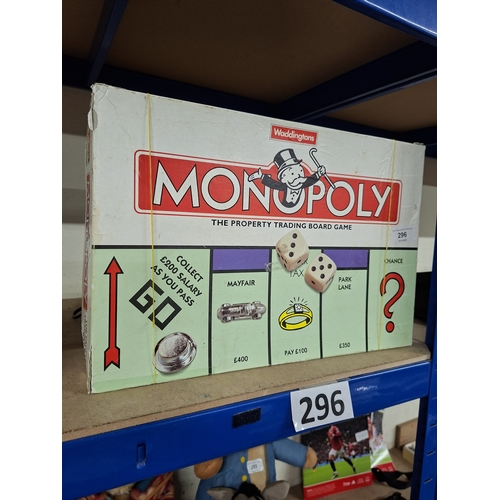 Waddingtons
MONOPOLY
THE PROPERTY TRADING BOARD GAME
296
COLLECT
£200 SALARY
AS YOU PASS
GO
MAYFAIR
£400
TAX
PAY £100
PARK
LANE
£350
CHANCE
?
296